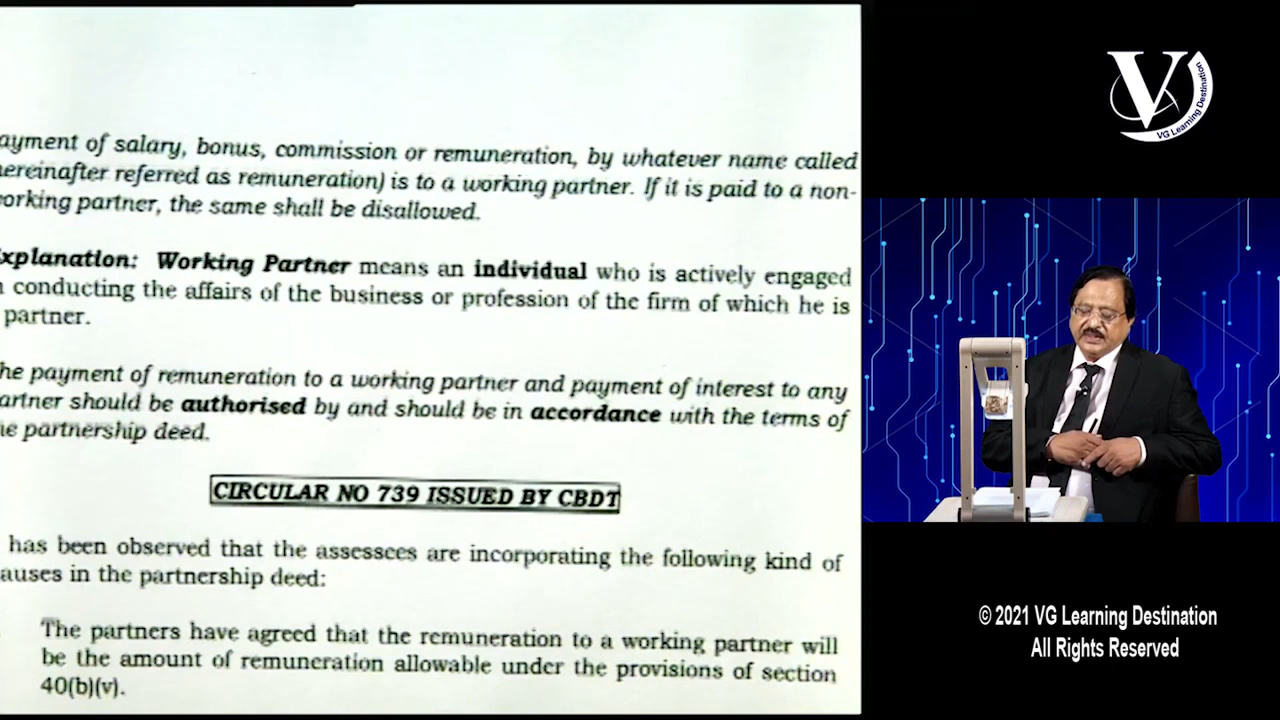 ayment of salary, bonus, commission or remuneration, by whatever name called
hereinafter referred as remuneration) is to a working partner. If it is paid to a non-
orking partner, the same shall be disallowed.
xplanation: Working Partner means an individual who is actively engaged
n conducting the affairs of the business or profession of the firm of which he is
partner.
he payment of remuneration to a working partner and payment of interest to any
artner should be authorised by and should be in accordance with the terms of
he partnership deed.
CIRCULAR NO 739 ISSUED BY CBDT
has been observed that the assessees are incorporating the following kind of
auses in the partnership deed:
The partners have agreed that the remuneration to a working partner will
be the amount of remuneration allowable under the provisions of section
40(b)(v).
V
VG Learning Destination
© 2021 VG Learning Destination
All Rights Reserved